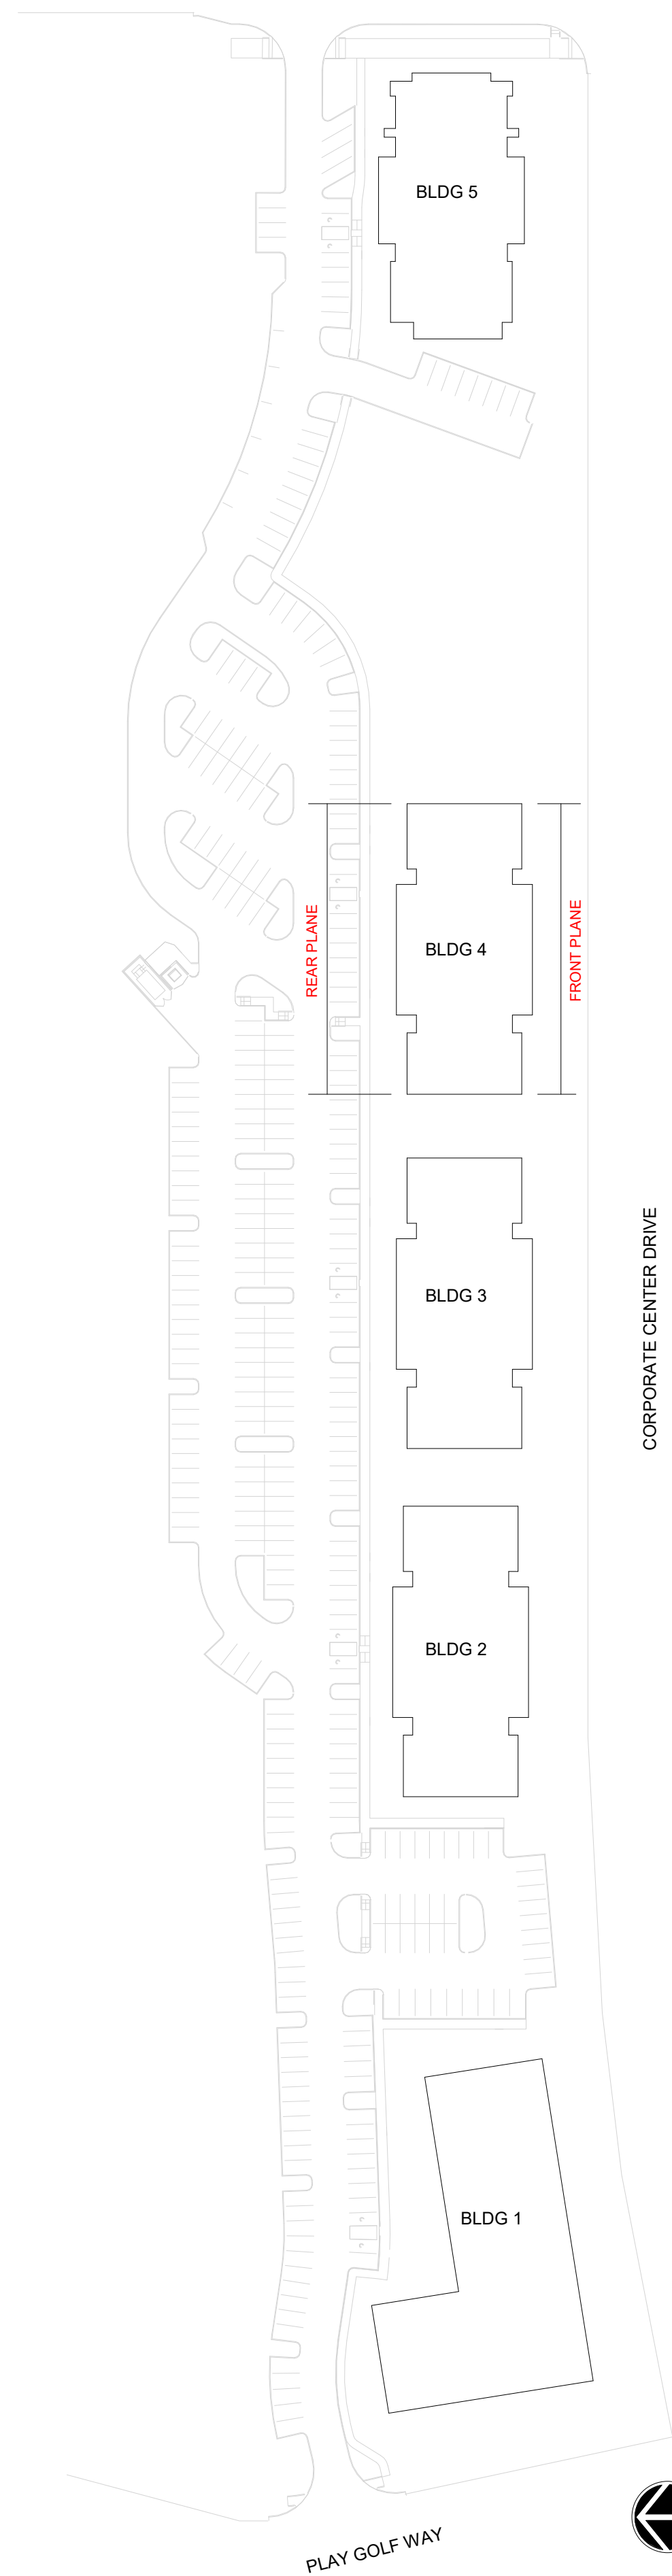 BLDG 5
REAR PLANE
BLDG 4
FRONT PLANE
BLDG 3
CORPORATE CENTER DRIVE
BLDG 2
BLDG 1
PLAY GOLF WAY